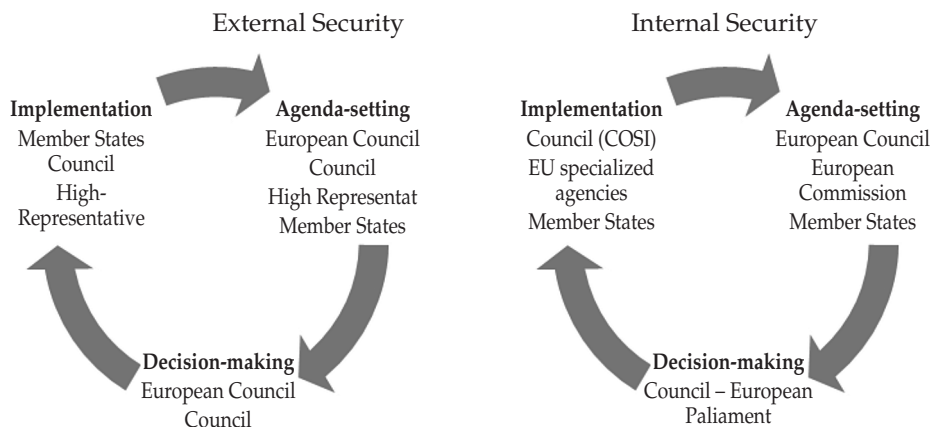 External Security
Implementation
Member States
Council
High-
Representative
Agenda-setting
European Council
Council
High Representat
Member States
Decision-making
European Council
Council
Internal Security
Implementation
Council (COSI)
EU specialized
agencies
Member States
Agenda-setting
European Council
European
Commission
Member States
Decision-making
Council – European
Paliament